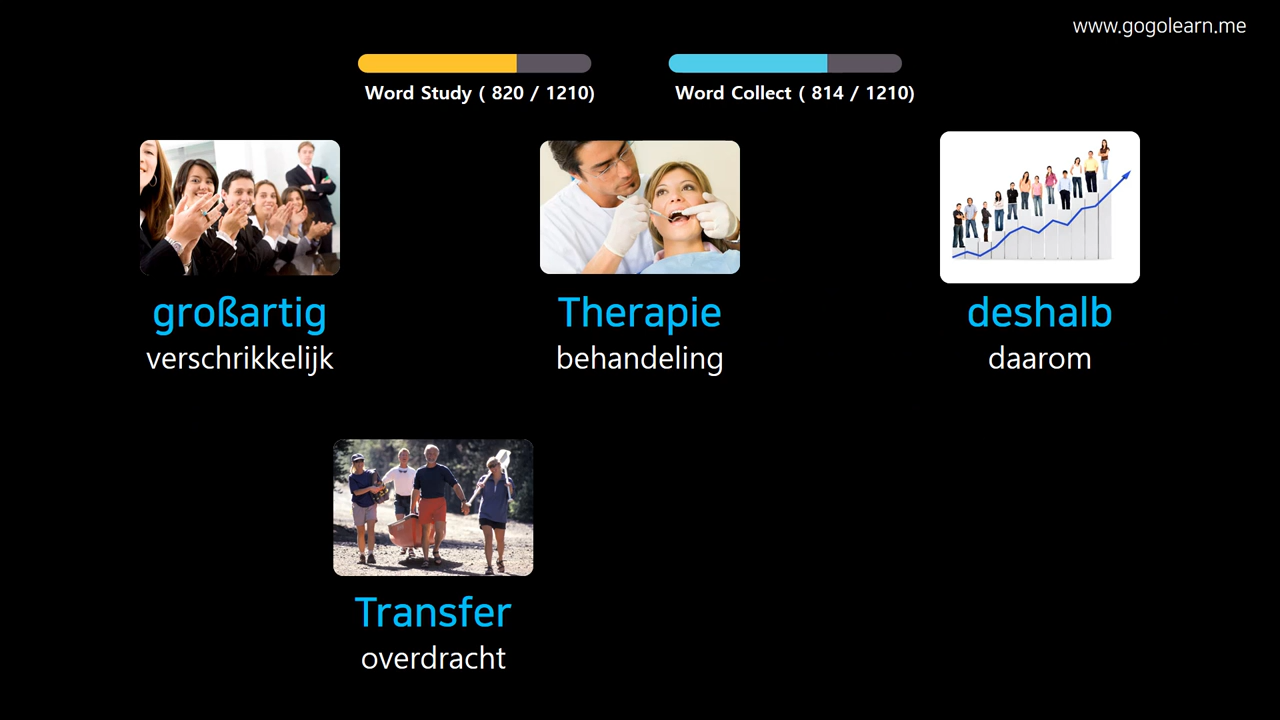 www.gogolearn.me
Word Study ( 820 / 1210)
Word Collect ( 814 / 1210)
großartig
verschrikkelijk
Therapie
behandeling
deshalb
daarom
Transfer
overdracht